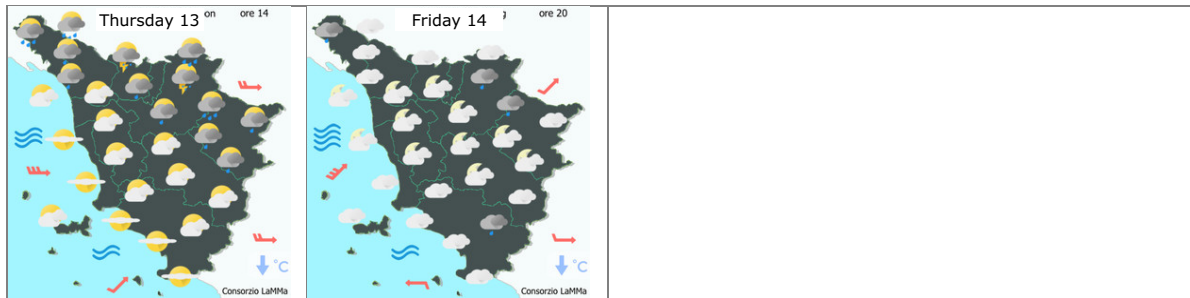 Thursday 13 on ore 14
°C
Consorzio LaMMa
Friday 14 g ore 20
°C
Consorzio LaMMa